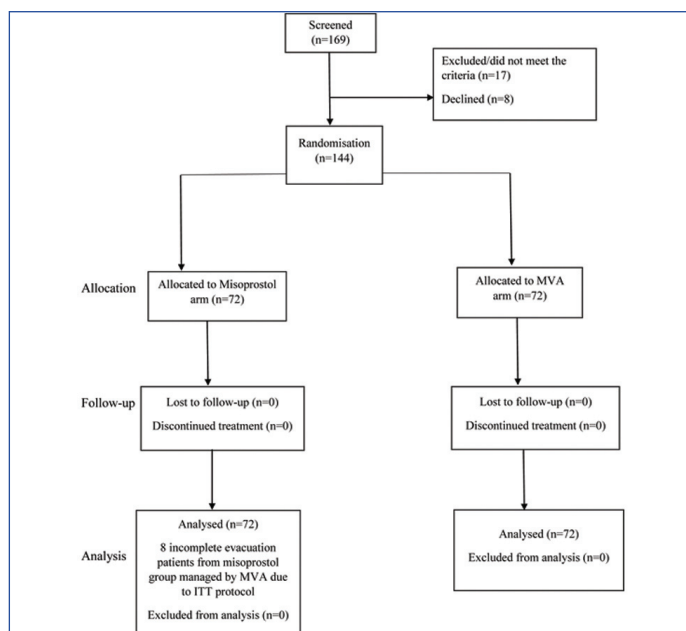 Screened
(n=169)
Excluded/did not meet the
criteria (n=17)
Declined (n=8)
Randomisation
(n=144)
Allocation
Allocated to Misoprostol
arm (n=72)
Allocated to MVA
arm (n=72)
Follow-up
Lost to follow-up (n=0)
Discontinued treatment (n=0)
Lost to follow-up (n=0)
Discontinued treatment (n=0)
Analysis
Analysed (n=72)
8 incomplete evacuation
patients from misoprostol
group managed by MVA due
to ITT protocol
Excluded from analysis (n=0)
Analysed (n=72)
Excluded from analysis (n=0)